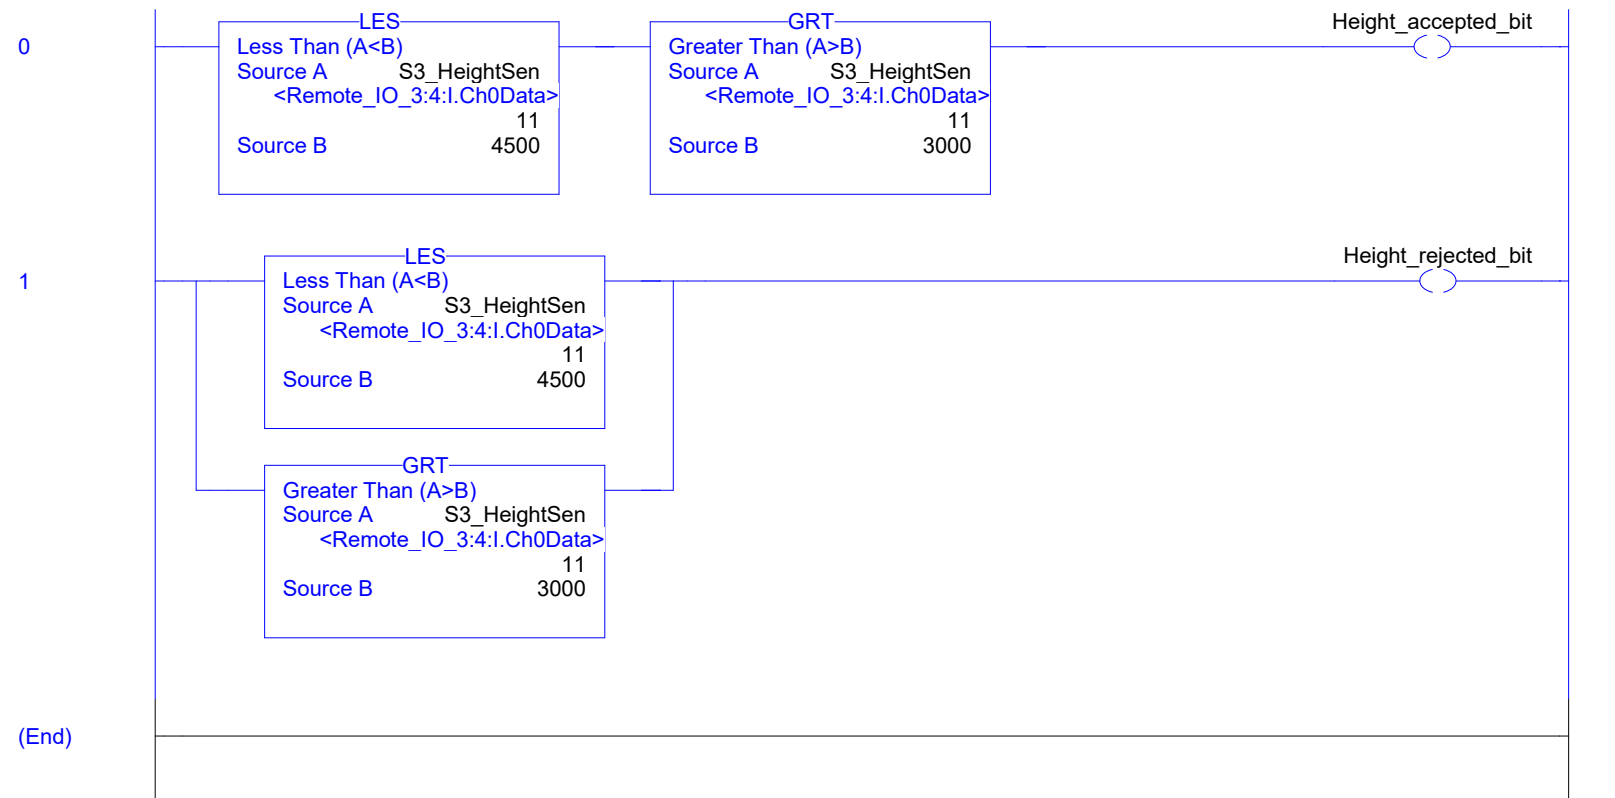 LES
GRT
Height_accepted_bit
0
Less Than (A<B)
Greater Than (A>B)
Source A S3_HeightSen
Source A S3_HeightSen
<Remote_IO_3:4:I.Ch0Data>
<Remote_IO_3:4:I.Ch0Data>
11
11
Source B 4500
Source B 3000
LES
Height_rejected_bit
1
Less Than (A<B)
Source A S3_HeightSen
<Remote_IO_3:4:I.Ch0Data>
11
Source B 4500
GRT
Greater Than (A>B)
Source A S3_HeightSen
<Remote_IO_3:4:I.Ch0Data>
11
Source B 3000
(End)